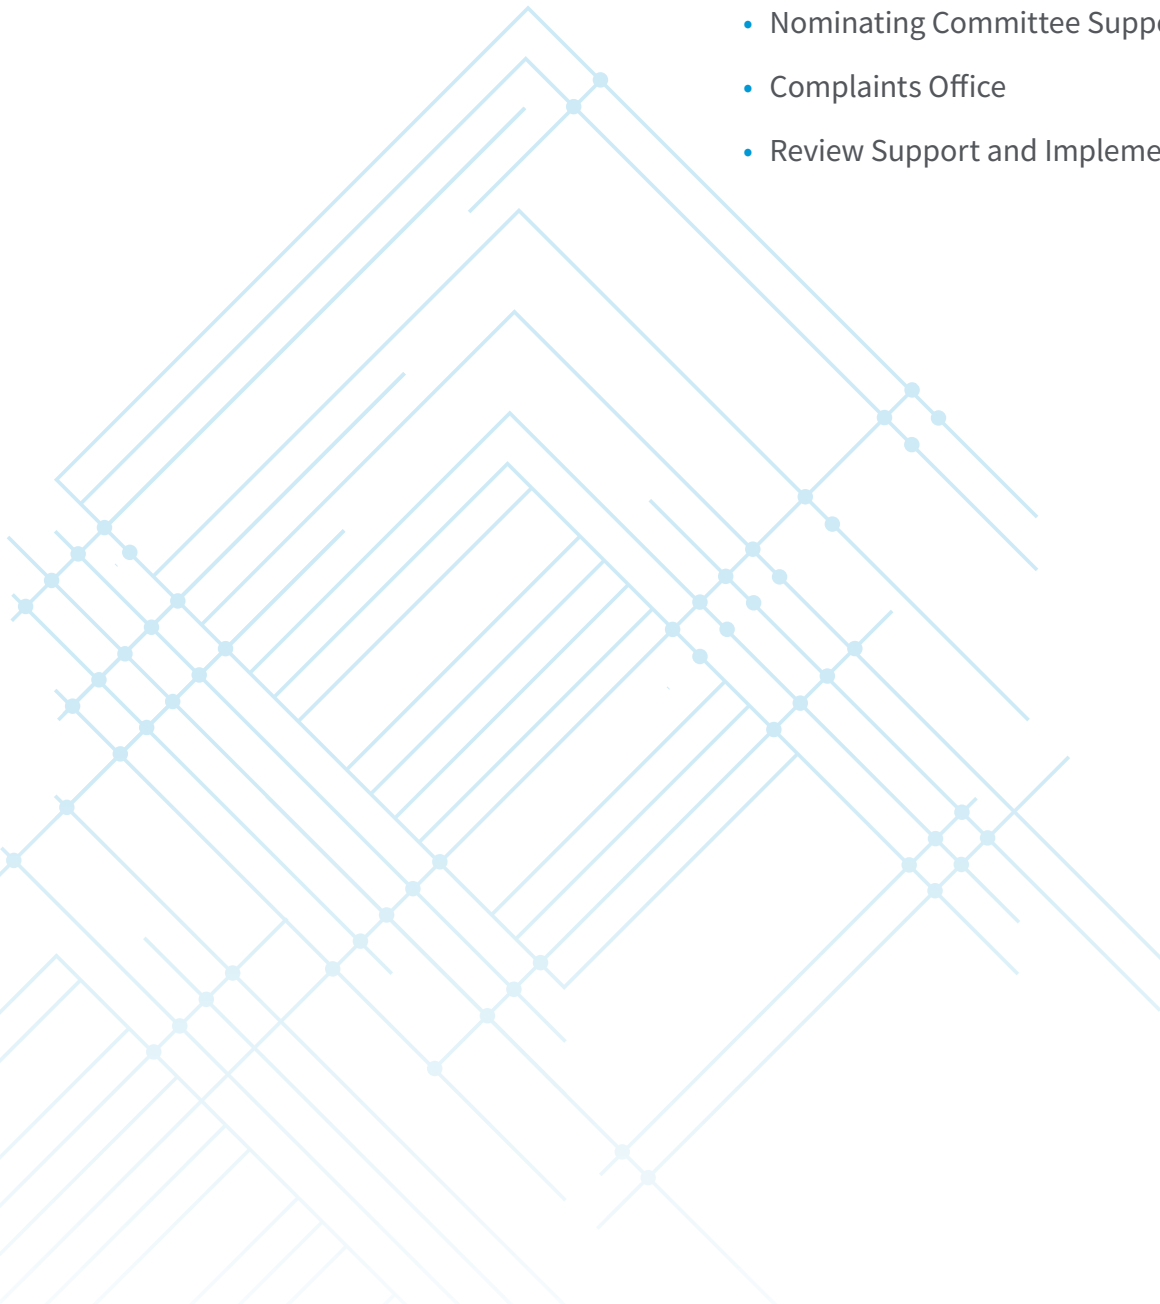 • Nominating Committee
• Complaints Office
• Review Support and